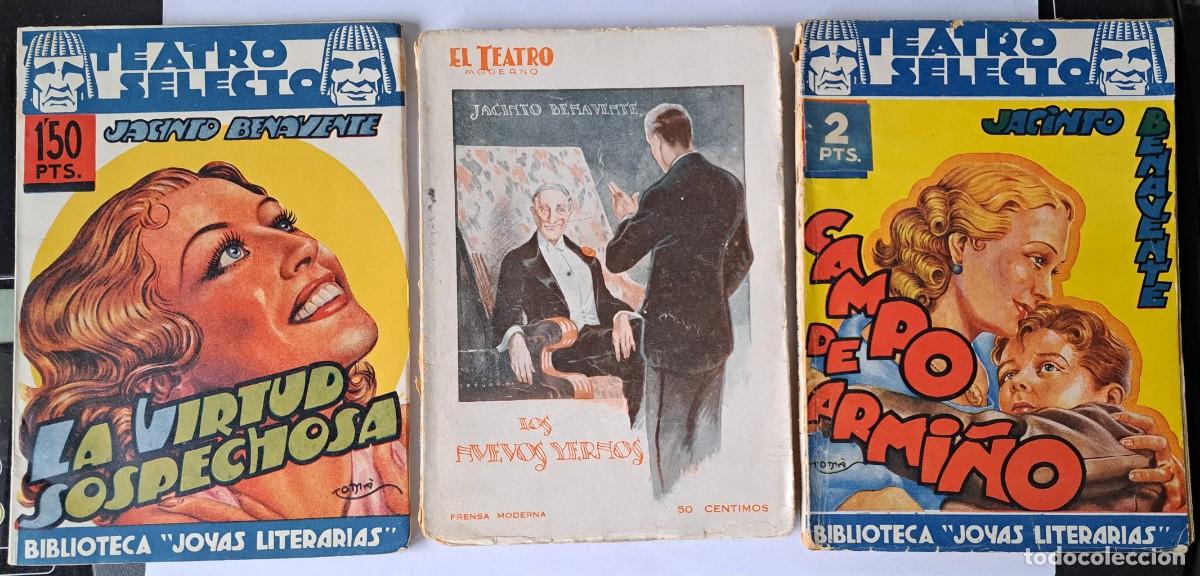 TEATRO
SELECTO
1'50
PTS.
JACINTO BENAVENTE
LA VIRTUD
SOSPECHOSA
TOMÀS
BIBLIOTECA "JOYAS LITERARIAS"
EL TEATRO
MODERNO
JACINTO BENAVENTE
LOS
NUEVOS YERNOS
PRENSA MODERNA
50 CENTIMOS
TEATRO
SELECTO
2
PTS.
JACINTO
BENAVENTE
CAMPO
DE
ARMIÑO
BIBLIOTECA "JOYAS LITERARIAS"
todocoleccion